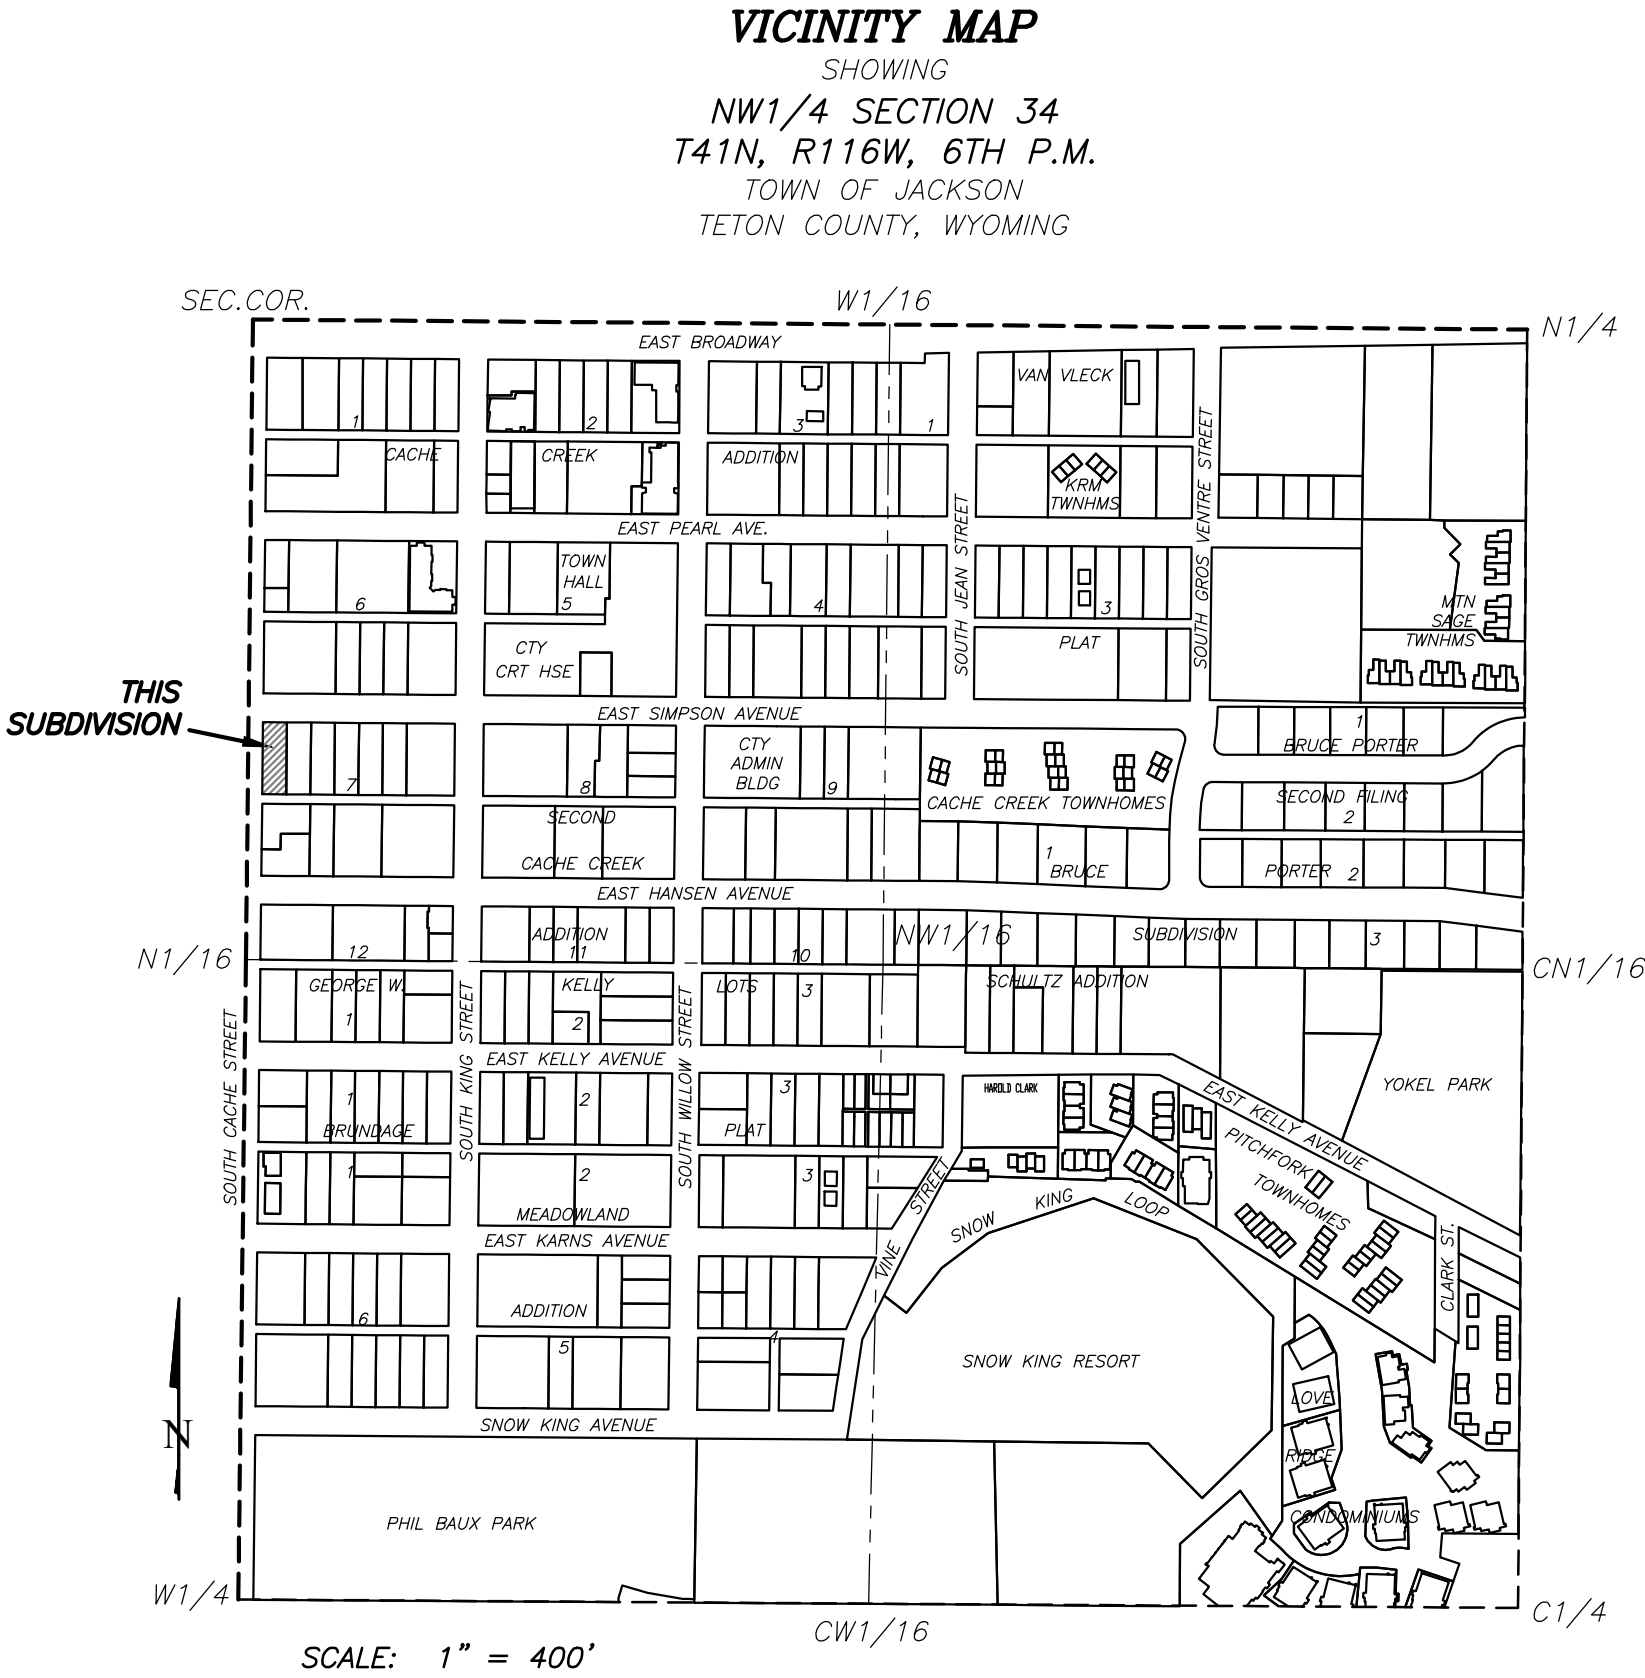 VICINITY MAP
SHOWING
NW1/4 SECTION 34
T41N, R116W, 6TH P.M.
TOWN OF JACKSON
TETON COUNTY, WYOMING
SEC.COR.
W1/16
N1/4
EAST BROADWAY
VAN VLECK
1
2
3
1
CACHE
CREEK
ADDITION
KRM
TWNHMS
SOUTH GROS VENTRE STREET
EAST PEARL AVE.
SOUTH JEAN STREET
TOWN
HALL
6
5
4
3
MTN
SAGE
TWNHMS
CTY
CRT HSE
PLAT
THIS
SUBDIVISION
EAST SIMPSON AVENUE
1
BRUCE PORTER
CTY
ADMIN
BLDG
7
8
9
CACHE CREEK TOWNHOMES
SECOND FILING
2
SECOND
CACHE CREEK
1
BRUCE
PORTER 2
EAST HANSEN AVENUE
ADDITION
NW1/16
SUBDIVISION
3
12
11
10
N1/16
CN1/16
GEORGE W.
KELLY
LOTS
3
SCHULTZ ADDITION
1
2
SOUTH CACHE STREET
SOUTH KING STREET
SOUTH WILLOW STREET
EAST KELLY AVENUE
HAROLD CLARK
YOKEL PARK
EAST KELLY AVENUE
1
2
3
BRUNDAGE
PLAT
PITCHFORK
TOWNHOMES
1
2
3
MEADOWLAND
VINE STREET
SNOW KING LOOP
EAST KARNS AVENUE
CLARK ST.
ADDITION
6
5
4
SNOW KING RESORT
LOVE
RIDGE
CONDOMINIUMS
SNOW KING AVENUE
N
PHIL BAUX PARK
W1/4
CW1/16
C1/4
SCALE: 1" = 400'